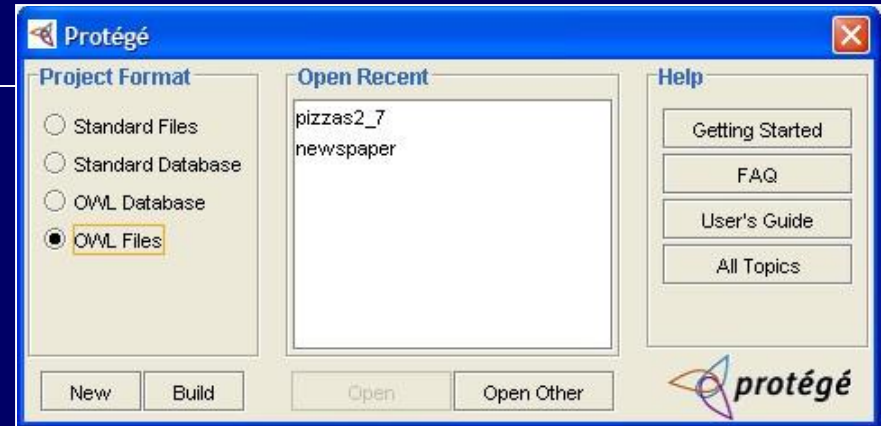 Protégé
Project Format
Standard Files
Standard Database
OWL Database
OWL Files
New
Build
Open Recent
pizzas2_7
newspaper
Open
Open Other
Help
Getting Started
FAQ
User's Guide
All Topics
protégé